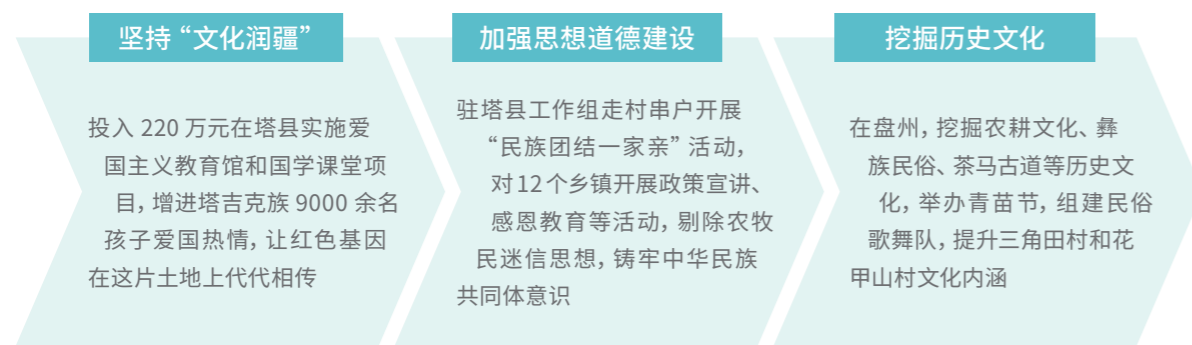 坚持“文化润疆”
投入 220 万元在塔县实施爱
国主义教育馆和国学课堂项
目，增进塔吉克族 9000 余名
孩子爱国热情，让红色基因
在这片土地上代代相传
加强思想道德建设
驻塔县工作组走村串户开展
“民族团结一家亲”活动，
对 12 个乡镇开展政策宣讲、
感恩教育等活动，剔除农牧
民迷信思想，铸牢中华民族
共同体意识
挖掘历史文化
在盘州，挖掘农耕文化、彝
族民俗、茶马古道等历史文
化，举办青苗节，组建民俗
歌舞队，提升三角田村和花
甲山村文化内涵